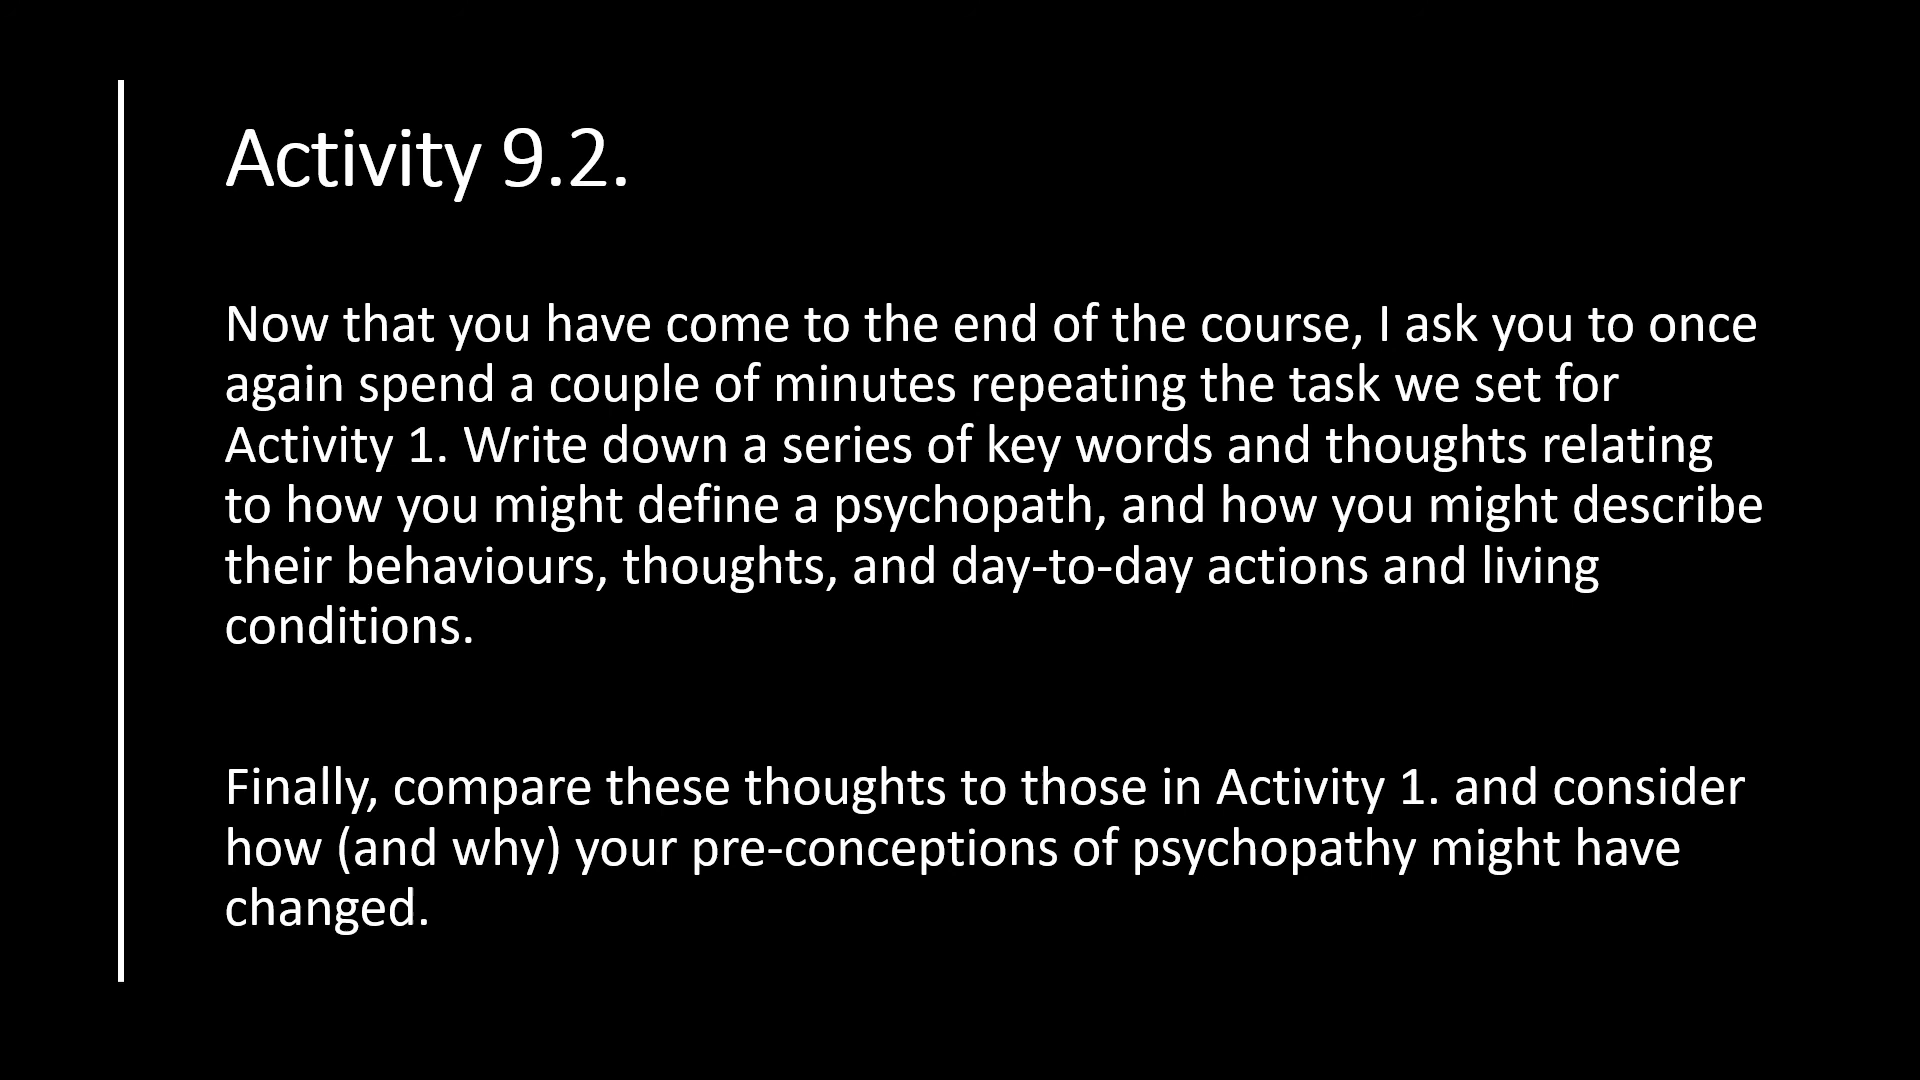 Activity 9.2.
Now that you have come to the end of the course, I ask you to once
again spend a couple of minutes repeating the task we set for
Activity 1. Write down a series of key words and thoughts relating
to how you might define a psychopath, and how you might describe
their behaviours, thoughts, and day-to-day actions and living
conditions.
Finally, compare these thoughts to those in Activity 1. and consider
how (and why) your pre-conceptions of psychopathy might have
changed.